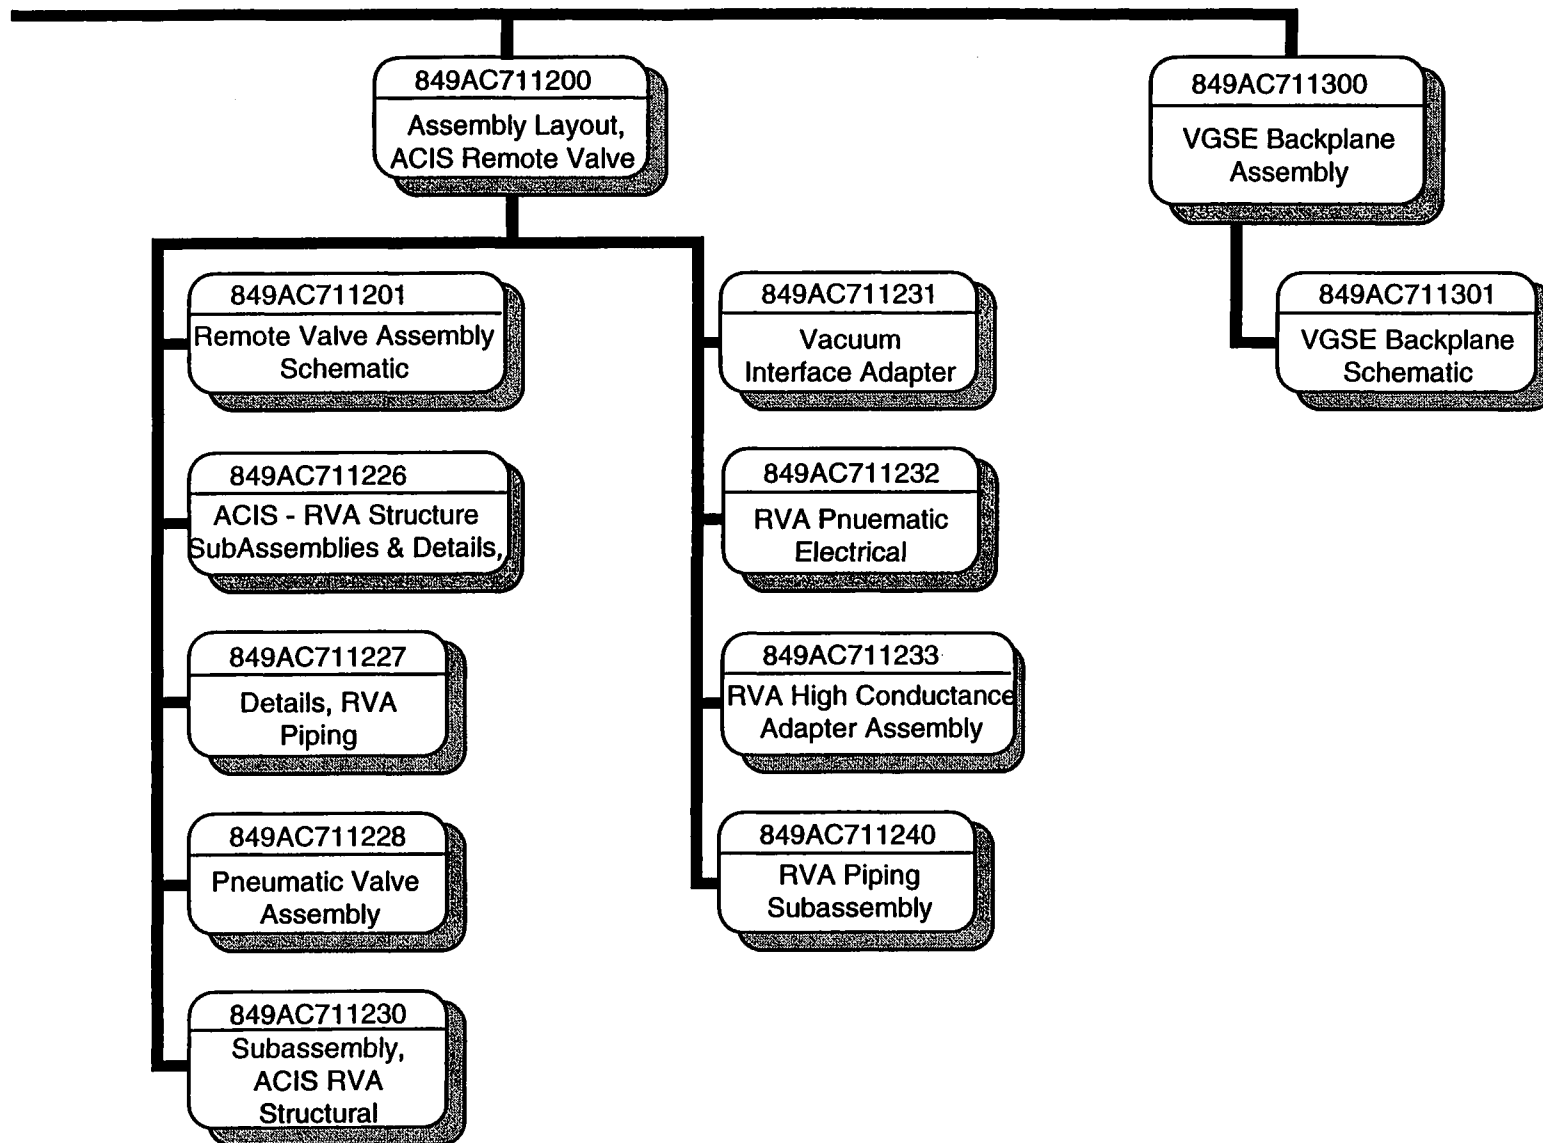 849AC711200
Assembly Layout,
ACIS Remote Valve
849AC711300
VGSE Backplane
Assembly
849AC711201
Remote Valve Assembly
Schematic
849AC711226
ACIS - RVA Structure
SubAssemblies & Details,
849AC711227
Details, RVA
Piping
849AC711228
Pneumatic Valve
Assembly
849AC711230
Subassembly,
ACIS RVA
Structural
849AC711231
Vacuum
Interface Adapter
849AC711232
RVA Pnuematic
Electrical
849AC711233
RVA High Conductance
Adapter Assembly
849AC711240
RVA Piping
Subassembly
849AC711301
VGSE Backplane
Schematic